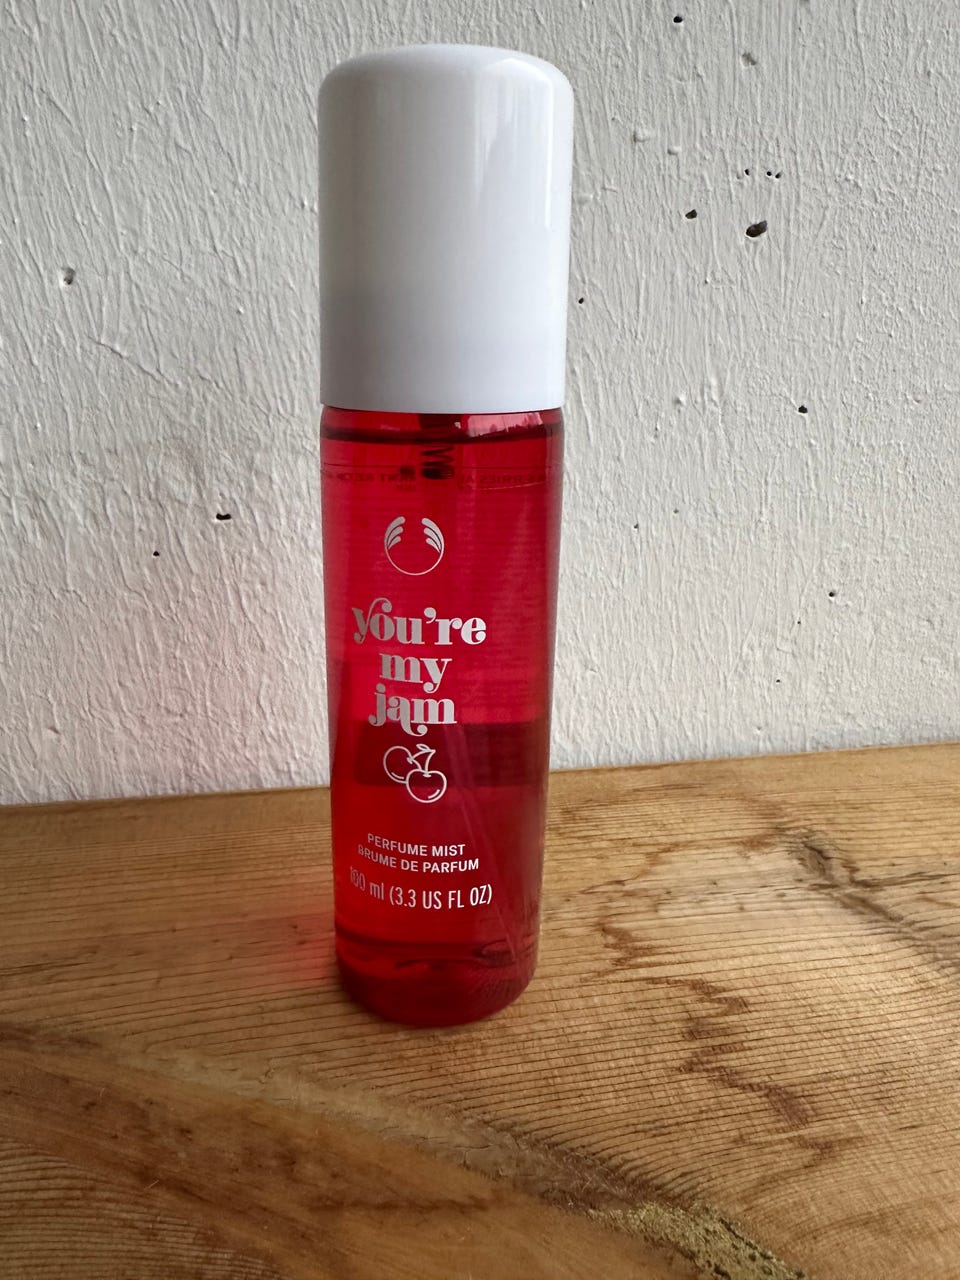 you're
my
jam
PERFUME MIST
BRUME DE PARFUM
100 ml (3.3 US FL OZ)